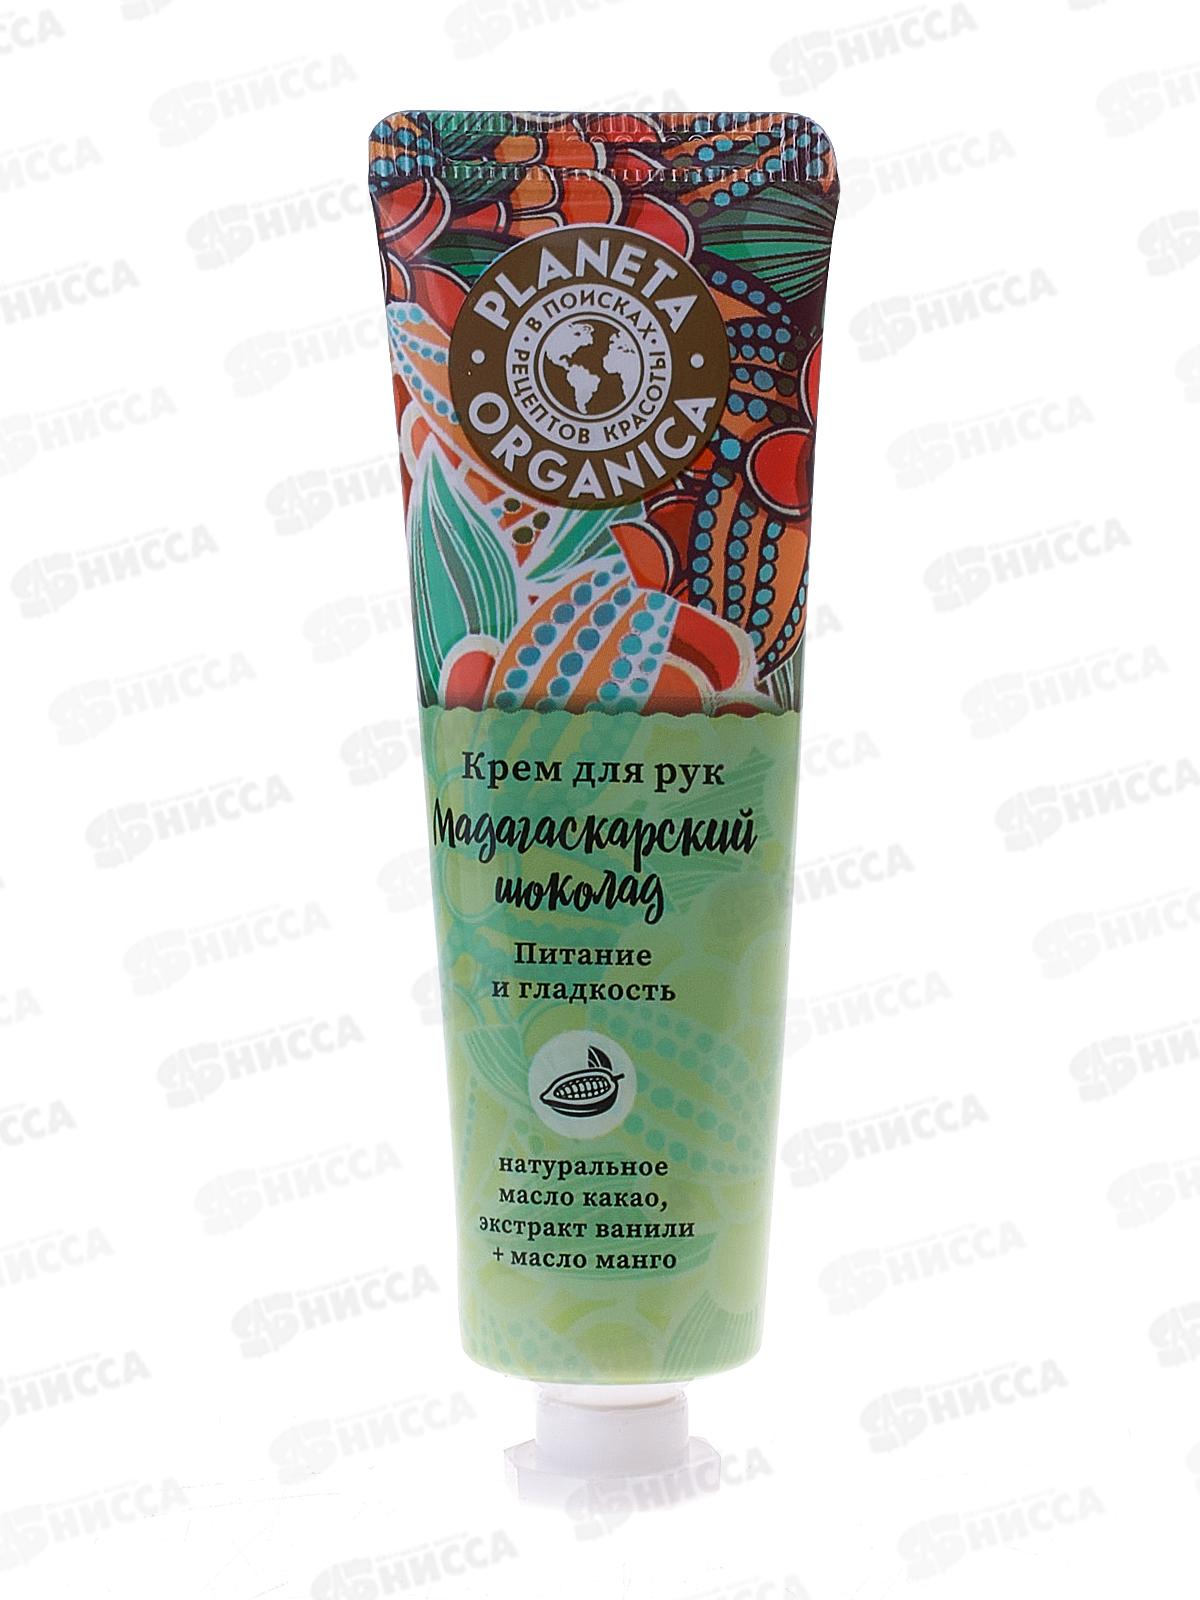 PLANETA
В ПОИСКАХ
РЕЦЕПТОВ КРАСОТЫ
ORGANICA
Крем для рук
Мадагаскарский
шоколад
Питание
и гладкость
натуральное
масло какао,
экстракт ванили
+ масло манго